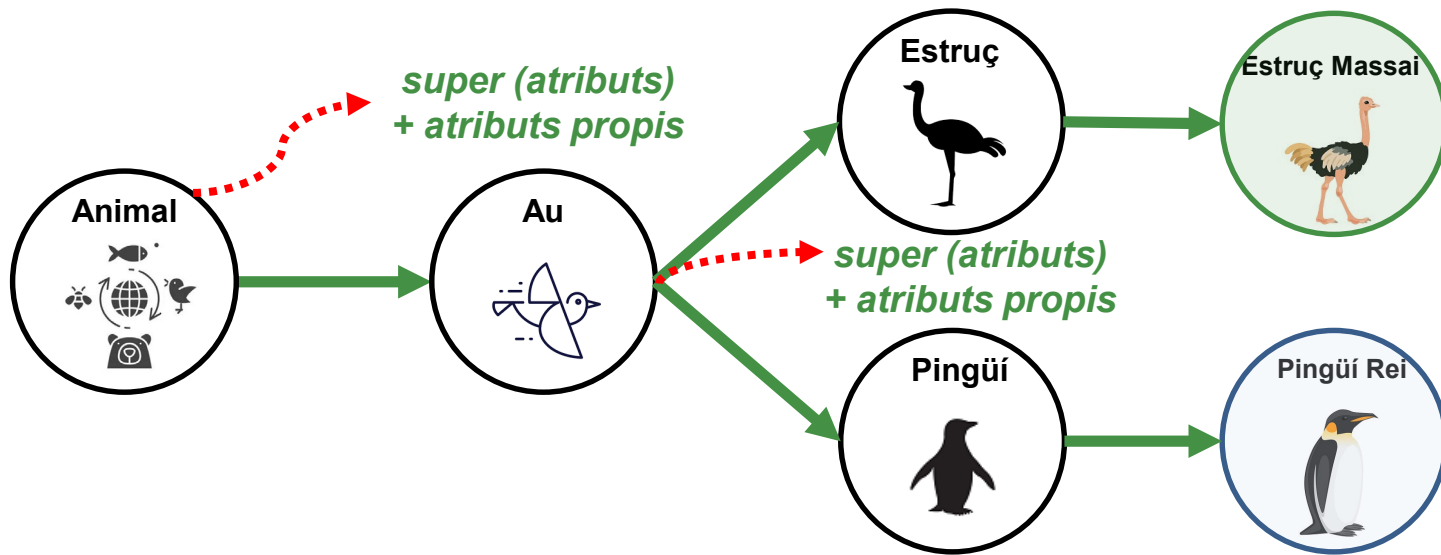 Estruç
Estruç Massai
super (atributs)
+ atributs propis
Animal
Au
super (atributs)
+ atributs propis
Pingüí
Pingüí Rei